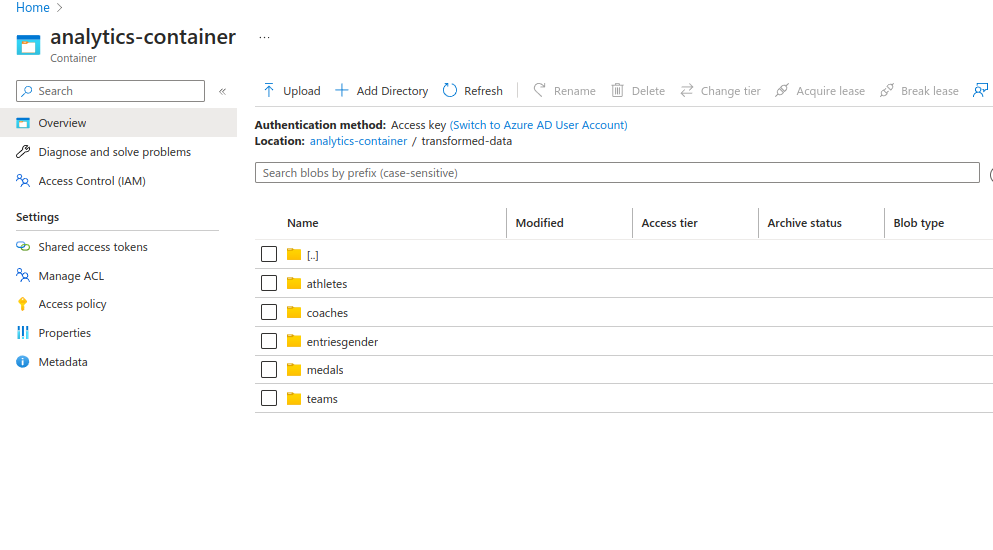 Home >
analytics-container ...
Container
Search «
Overview
Diagnose and solve problems
Access Control (IAM)
Settings
Shared access tokens
Manage ACL
Access policy
Properties
Metadata
Upload Add Directory Refresh Rename Delete Change tier Acquire lease Break lease
Authentication method: Access key (Switch to Azure AD User Account)
Location: analytics-container / transformed-data
Search blobs by prefix (case-sensitive)
Name Modified Access tier Archive status Blob type
[..]
athletes
coaches
entriesgender
medals
teams